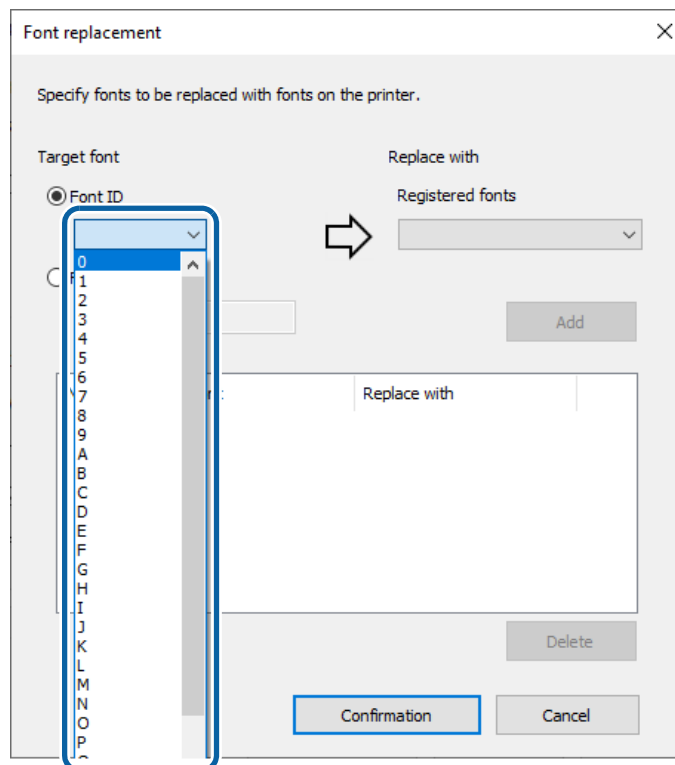 Font replacement
Specify fonts to be replaced with fonts on the printer.
Target font
Replace with
Font ID
Registered fonts
0
1
2
3
4
5
6
7
8
9
A
B
C
D
E
F
G
H
I
J
K
L
M
N
O
P
Add
Replace with
Delete
Confirmation
Cancel